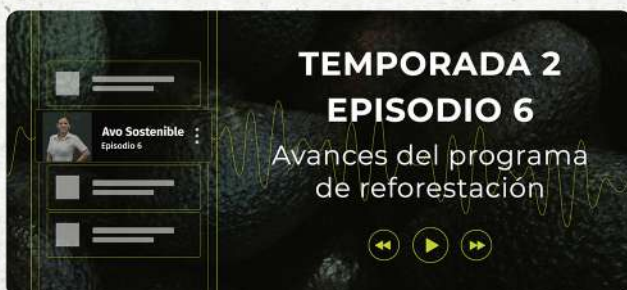 Avo Sostenible
Episodio 6
TEMPORADA 2
EPISODIO 6
Avances del programa
de reforestación